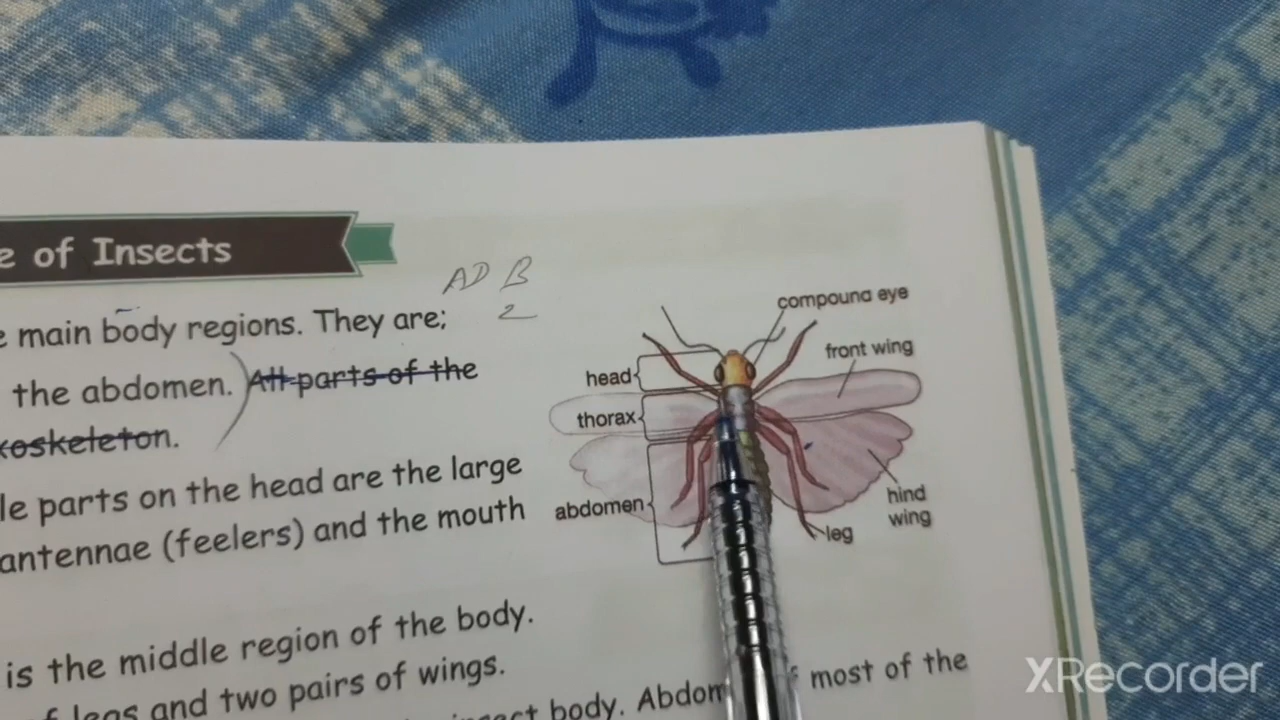 e of Insects
AD B
2
e main body regions. They are;
the abdomen. All parts of the
koskeleton.
le parts on the head are the large
antennae (feelers) and the mouth
is the middle region of the body.
of legs and two pairs of wings.
insect body. Abdom
f most of the
compound eye
front wing
head
thorax
abdomen
hind
wing
leg
XRecorder